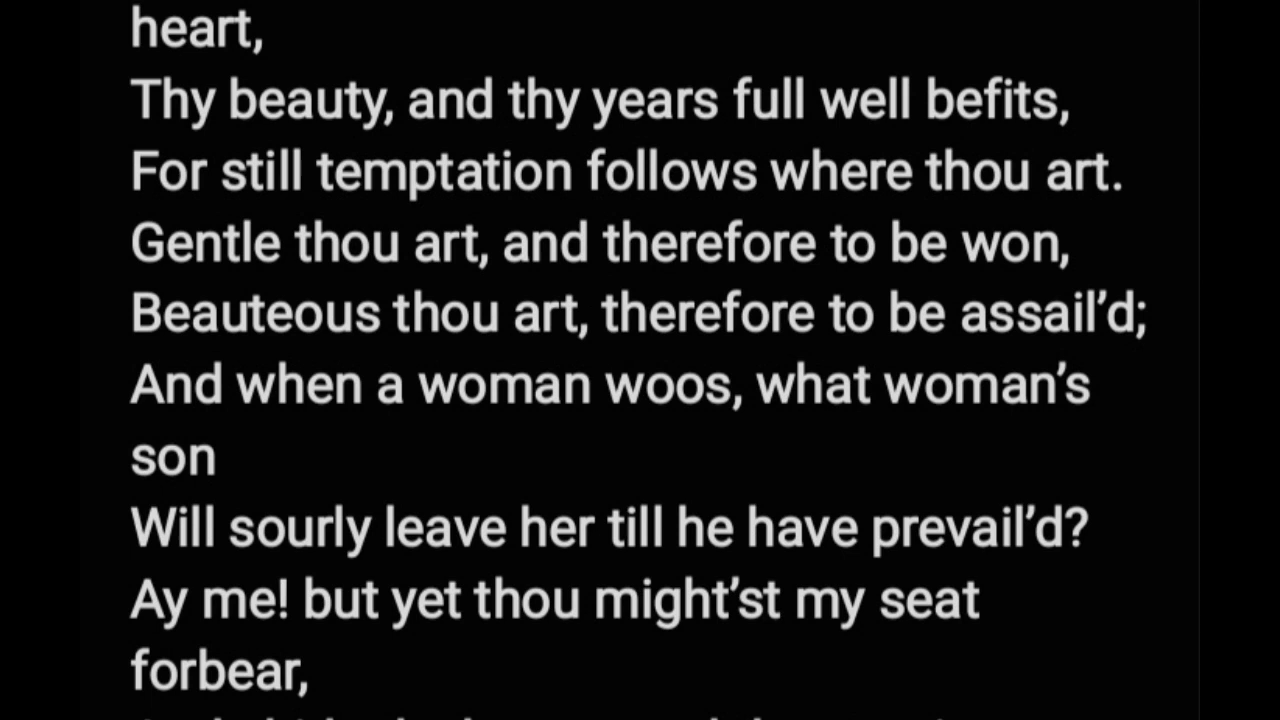 heart,
Thy beauty, and thy years full well befits,
For still temptation follows where thou art.
Gentle thou art, and therefore to be won,
Beauteous thou art, therefore to be assail’d;
And when a woman woos, what woman’s
son
Will sourly leave her till he have prevail’d?
Ay me! but yet thou might’st my seat
forbear,